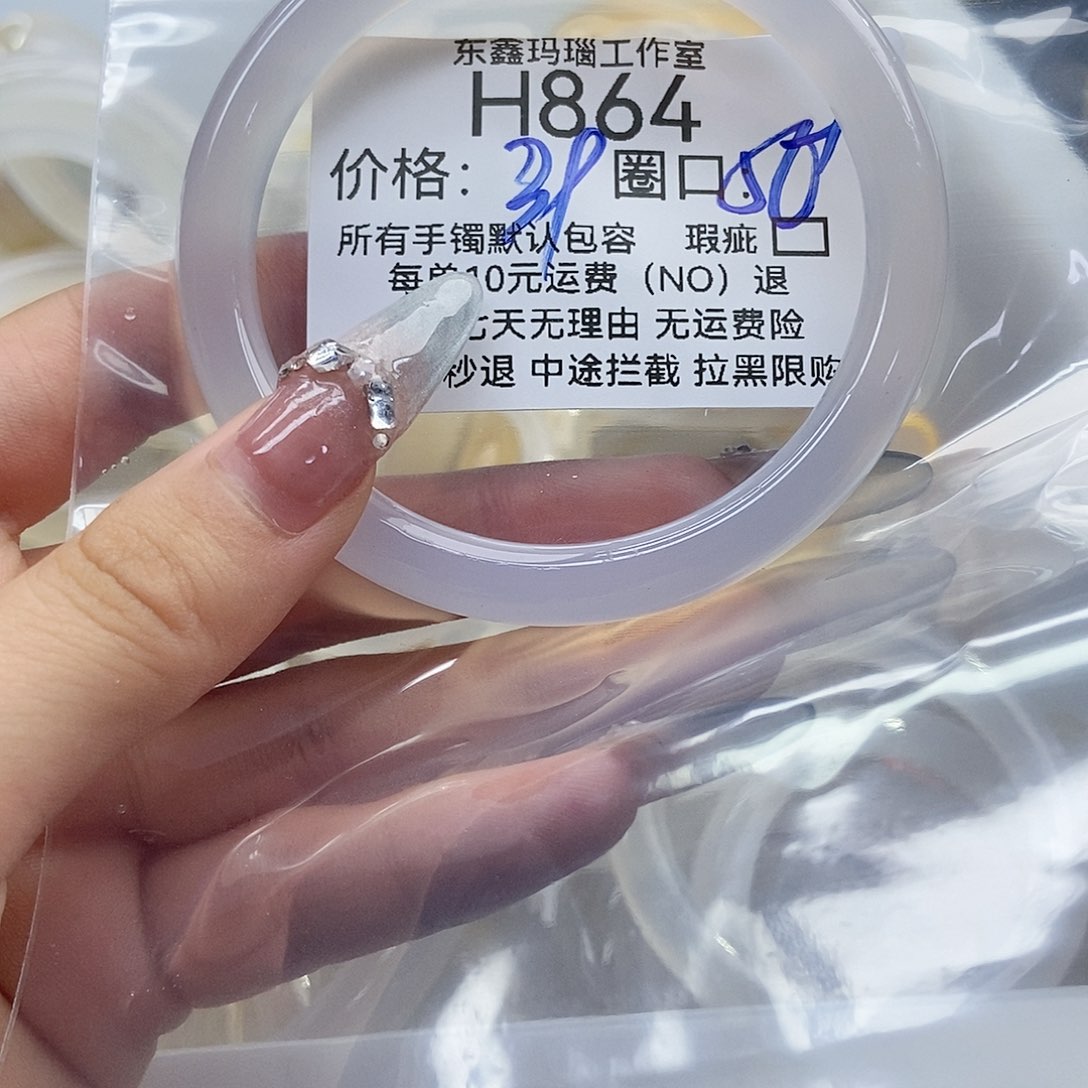 东鑫玛瑙工作室
H864
价格: 圈口:
所有手镯默认包容 瑕疵
每单10元运费（NO）退
七天无理由 无运费险
秒退 中途拦截 拉黑限购